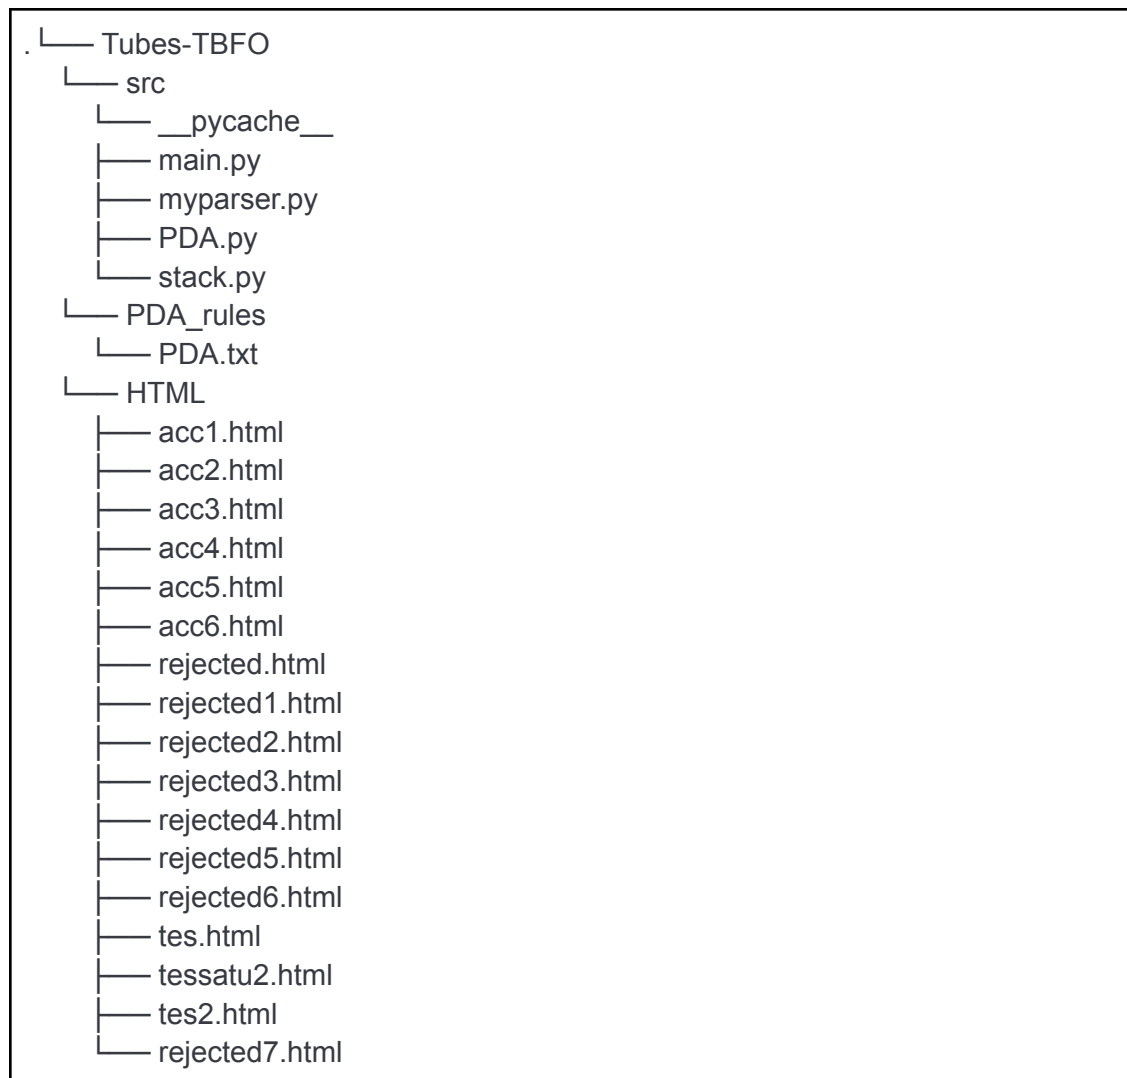 .└── Tubes-TBFO
└── src
└── __pycache__
├── main.py
├── myparser.py
├── PDA.py
└── stack.py
└── PDA_rules
└── PDA.txt
└── HTML
├── acc1.html
├── acc2.html
├── acc3.html
├── acc4.html
├── acc5.html
├── acc6.html
├── rejected.html
├── rejected1.html
├── rejected2.html
├── rejected3.html
├── rejected4.html
├── rejected5.html
├── rejected6.html
├── tes.html
├── tessatu2.html
├── tes2.html
└── rejected7.html